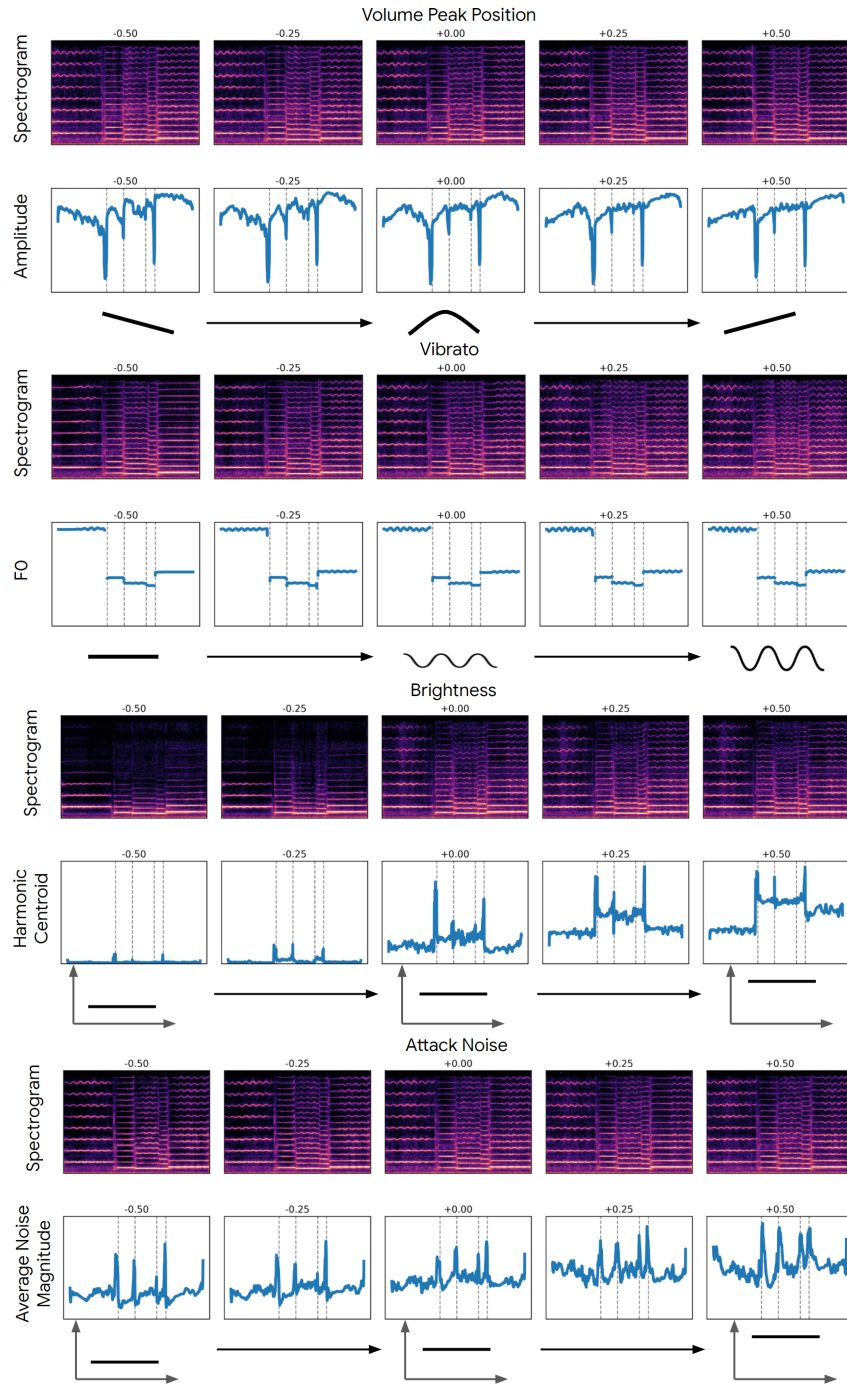 Volume Peak Position
-0.50 -0.25 +0.00 +0.25 +0.50
Spectrogram
-0.50 -0.25 +0.00 +0.25 +0.50
Amplitude
Vibrato
-0.50 -0.25 +0.00 +0.25 +0.50
Spectrogram
-0.50 -0.25 +0.00 +0.25 +0.50
F0
Brightness
-0.50 -0.25 +0.00 +0.25 +0.50
Spectrogram
-0.50 -0.25 +0.00 +0.25 +0.50
Harmonic
Centroid
Attack Noise
-0.50 -0.25 +0.00 +0.25 +0.50
Spectrogram
-0.50 -0.25 +0.00 +0.25 +0.50
Average Noise
Magnitude